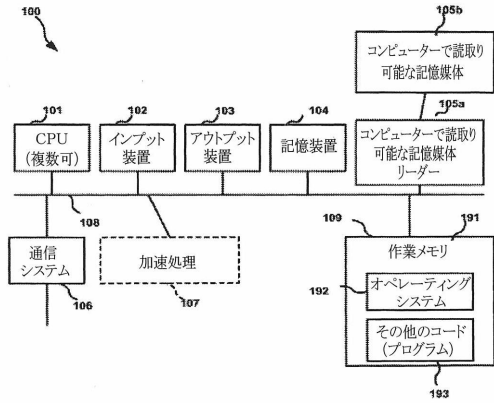 100
105b
コンピューターで読取り
可能な記憶媒体
101
102
103
104
105a
CPU
(複数可)
インプット
装置
アウトプット
装置
記憶装置
コンピューターで読取り
可能な記憶媒体
リーダー
108
109
191
通信
システム
106
加速処理
107
作業メモリ
192
オペレーティング
システム
その他のコード
(プログラム)
193